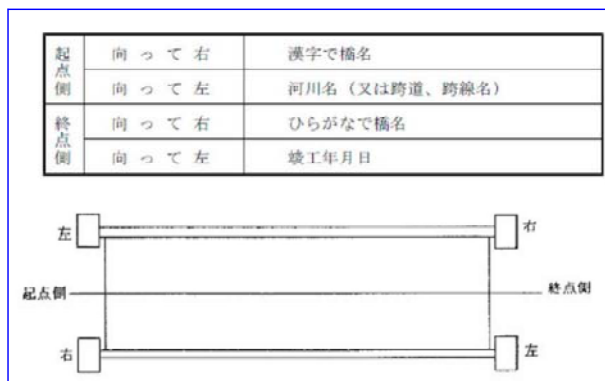 起点側 向って右 漢字で橋名
向って左 河川名（又は跨道、跨線名）
終点側 向って右 ひらがなで橋名
向って左 竣工年月日
左 右
起点側 終点側
右 左